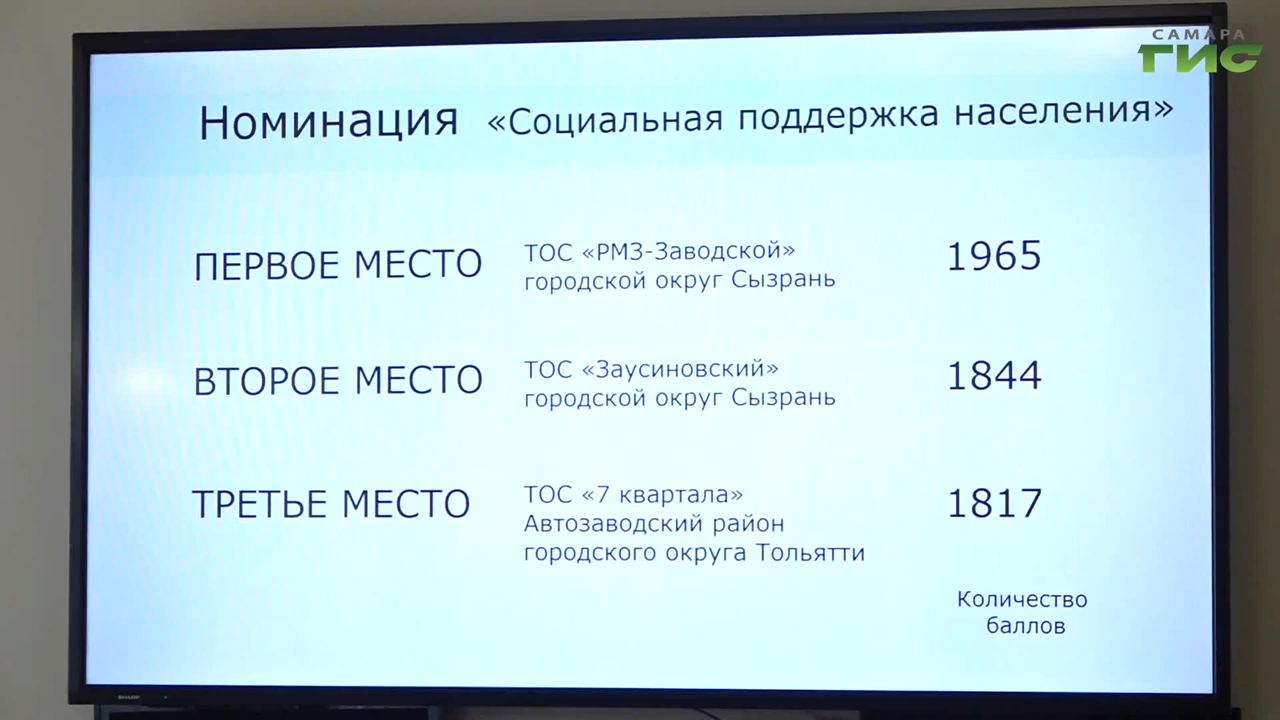 САМАРА
ГИС
Номинация «Социальная поддержка населения»
ПЕРВОЕ МЕСТО
ТОС «РМЗ-Заводской»
городской округ Сызрань
1965
ВТОРОЕ МЕСТО
ТОС «Заусиновский»
городской округ Сызрань
1844
ТРЕТЬЕ МЕСТО
ТОС «7 квартала»
Автозаводский район
городского округа Тольятти
1817
Количество
баллов
SHARP